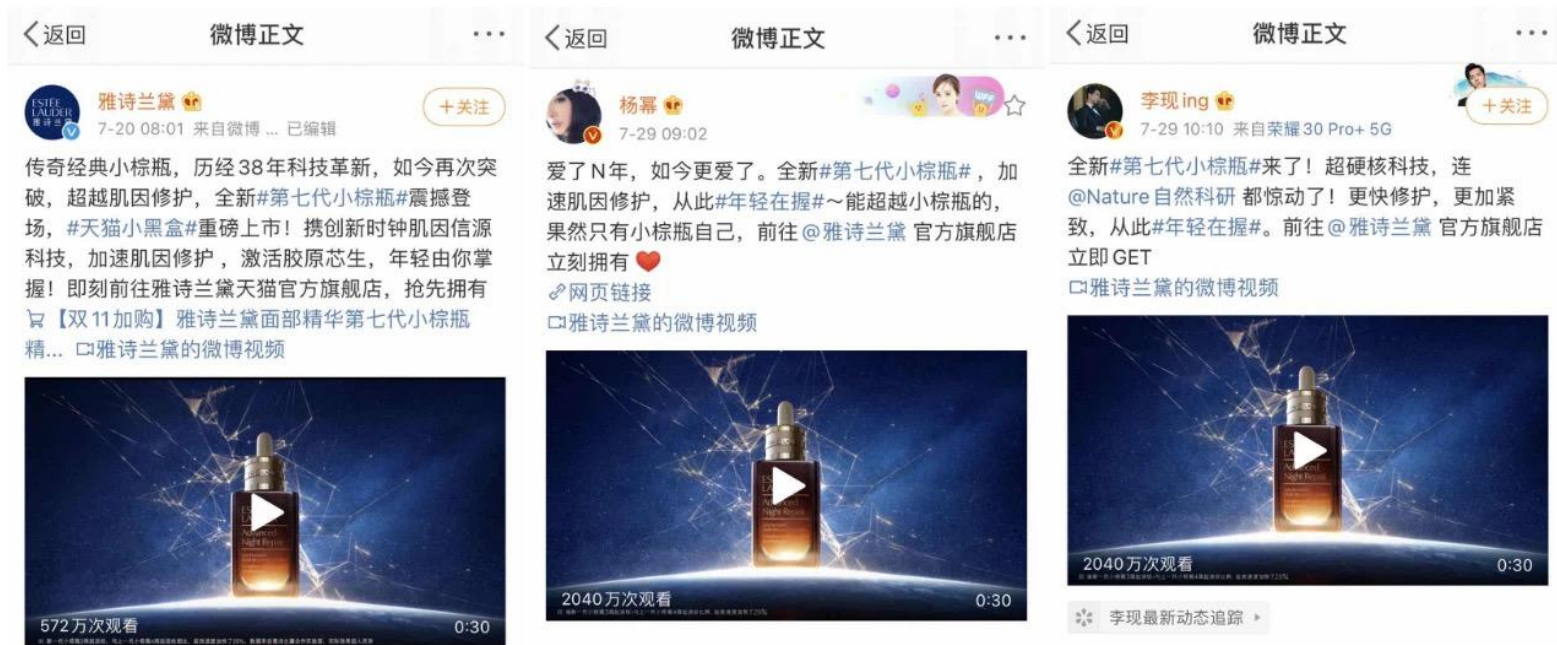 返回
微博正文
ESTÉE
LAUDER
雅诗兰黛
7-20 08:01 来自微博 ... 已编辑
+关注
传奇经典小棕瓶，历经38年科技革新，如今再次突
破，超越肌因修护，全新#第七代小棕瓶#震撼登
场，#天猫小黑盒#重磅上市！携创新时钟肌因信源
科技，加速肌因修护，激活胶原芯生，年轻由你掌
握！即刻前往雅诗兰黛天猫官方旗舰店，抢先拥有
【双11加购】雅诗兰黛面部精华第七代小棕瓶
精... 雅诗兰黛的微博视频
Advanced
Night Repair
572万次观看
0:30
返回
微博正文
杨幂
7-29 09:02
爱了N年，如今更爱了。全新#第七代小棕瓶#，加
速肌因修护，从此#年轻在握#～能超越小棕瓶的，
果然只有小棕瓶自己，前往@雅诗兰黛 官方旗舰店
立刻拥有
网页链接
雅诗兰黛的微博视频
Advanced
Night Repair
2040万次观看
0:30
返回
微博正文
李现ing
7-29 10:10 来自荣耀30 Pro+ 5G
+关注
全新#第七代小棕瓶#来了！超硬核科技，连
@Nature自然科研 都惊动了！更快修护，更加紧
致，从此#年轻在握#。前往@雅诗兰黛 官方旗舰店
立即GET
雅诗兰黛的微博视频
Advanced
Night Repair
2040万次观看
0:30
李现最新动态追踪